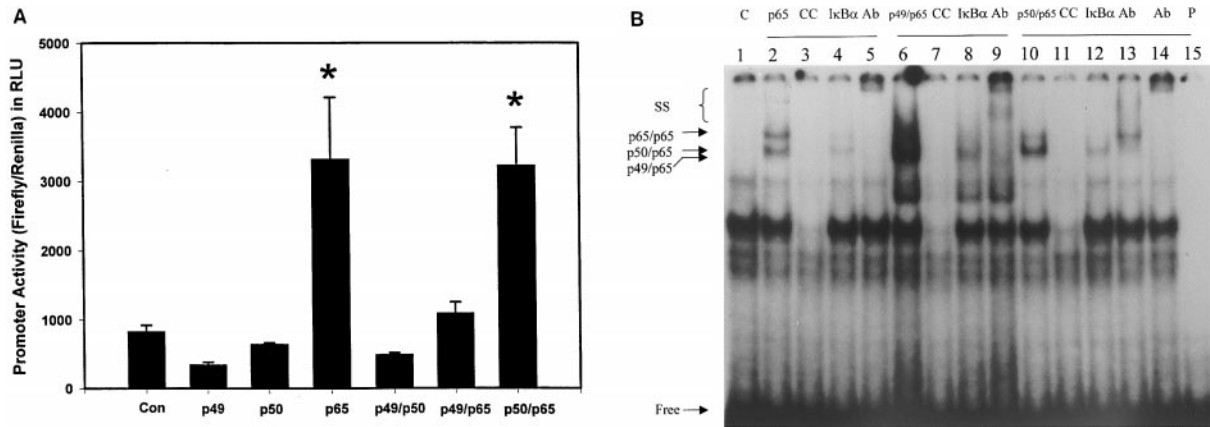 A
Promoter Activity (Firefly/Renilla) in RLU
5000
4000
3000
2000
1000
0
*
*
Con p49 p50 p65 p49/p50 p49/p65 p50/p65
B
C p65 CC IκBα Ab p49/p65 CC IκBα Ab p50/p65 CC IκBα Ab Ab P
1 2 3 4 5 6 7 8 9 10 11 12 13 14 15
SS
p65/p65
p50/p65
p49/p65
Free